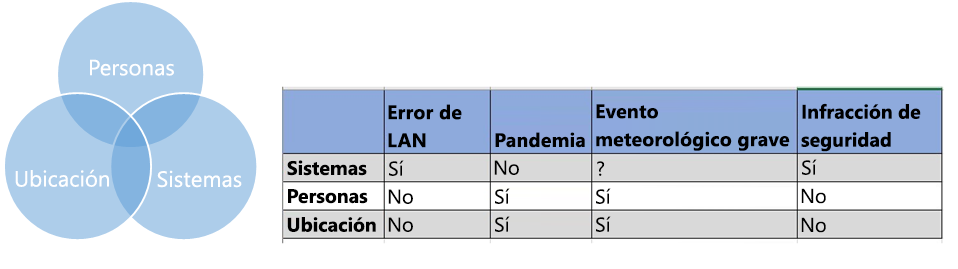 Personas
Ubicación Sistemas
Error de LAN Pandemia Evento meteorológico grave Infracción de seguridad
Sistemas Sí No ? Sí
Personas No Sí Sí No
Ubicación No Sí Sí No